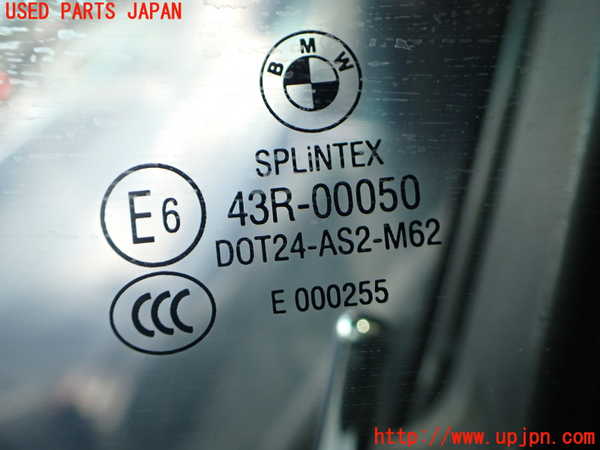 USED PARTS JAPAN
BMW
SPLiNTEX
E6
43R-00050
DOT24-AS2-M62
CCC
E 000255
http://www.upjpn.com/